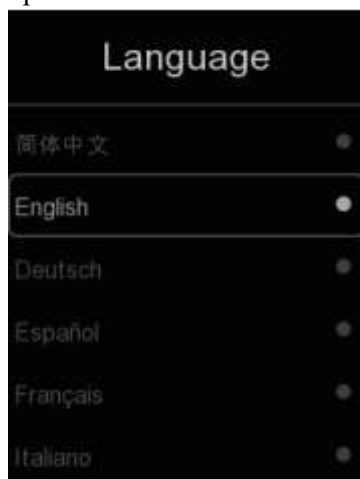 Language
简体中文
English
Deutsch
Español
Français
Italiano